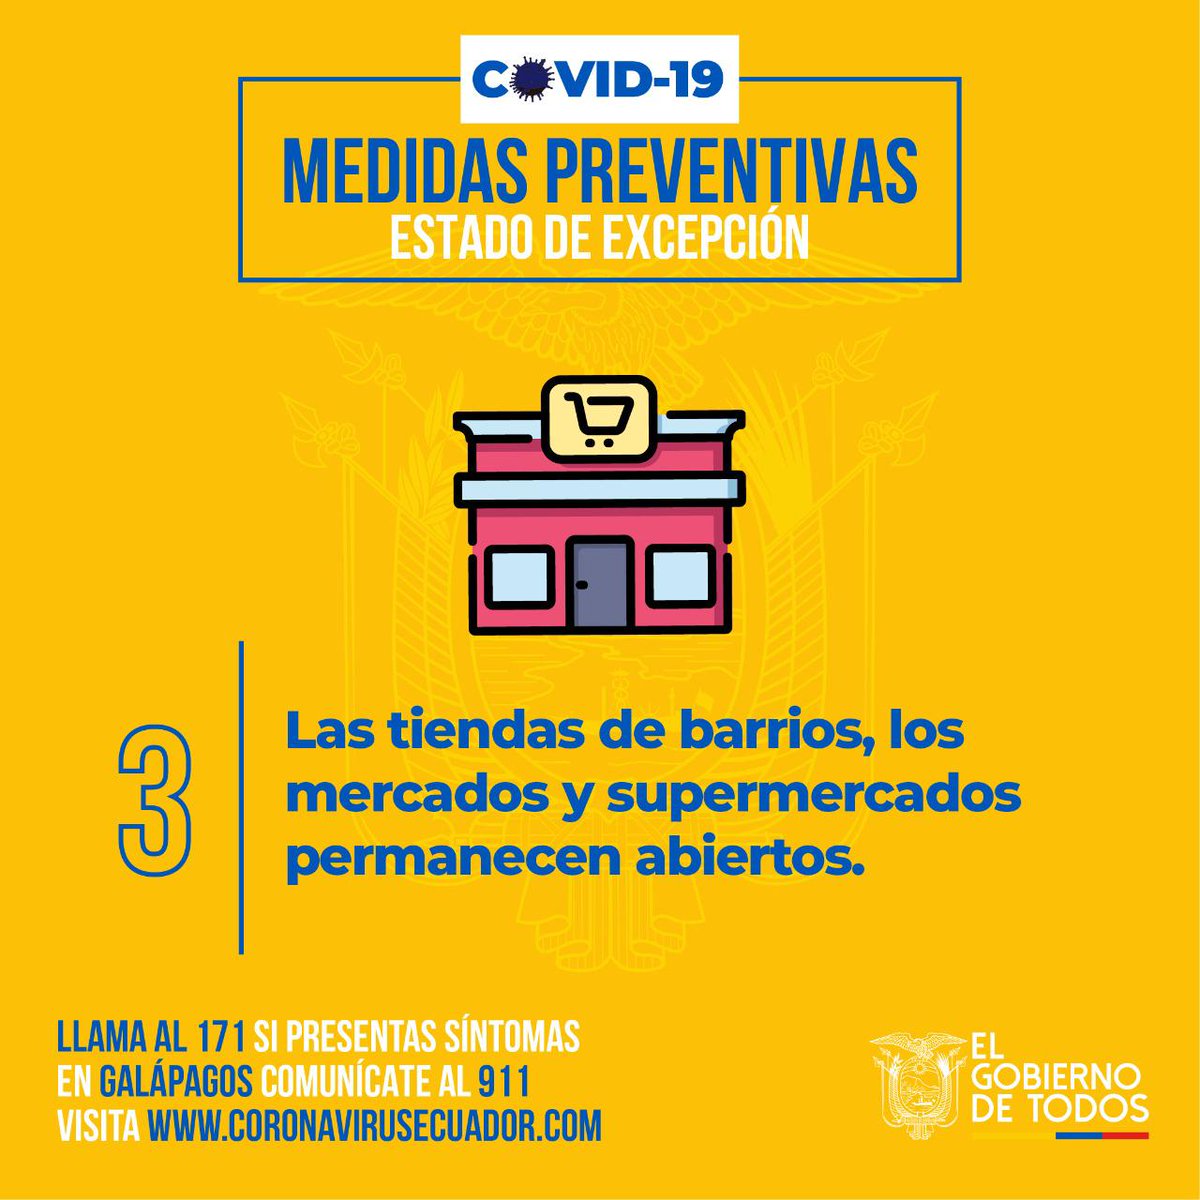 COVID-19
MEDIDAS PREVENTIVAS
ESTADO DE EXCEPCIÓN
3
Las tiendas de barrios, los
mercados y supermercados
permanecen abiertos.
LLAMA AL 171 SI PRESENTAS SÍNTOMAS
EN GALÁPAGOS COMUNÍCATE AL 911
VISITA WWW.CORONAVIRUSECUADOR.COM
EL
GOBIERNO
DE TODOS